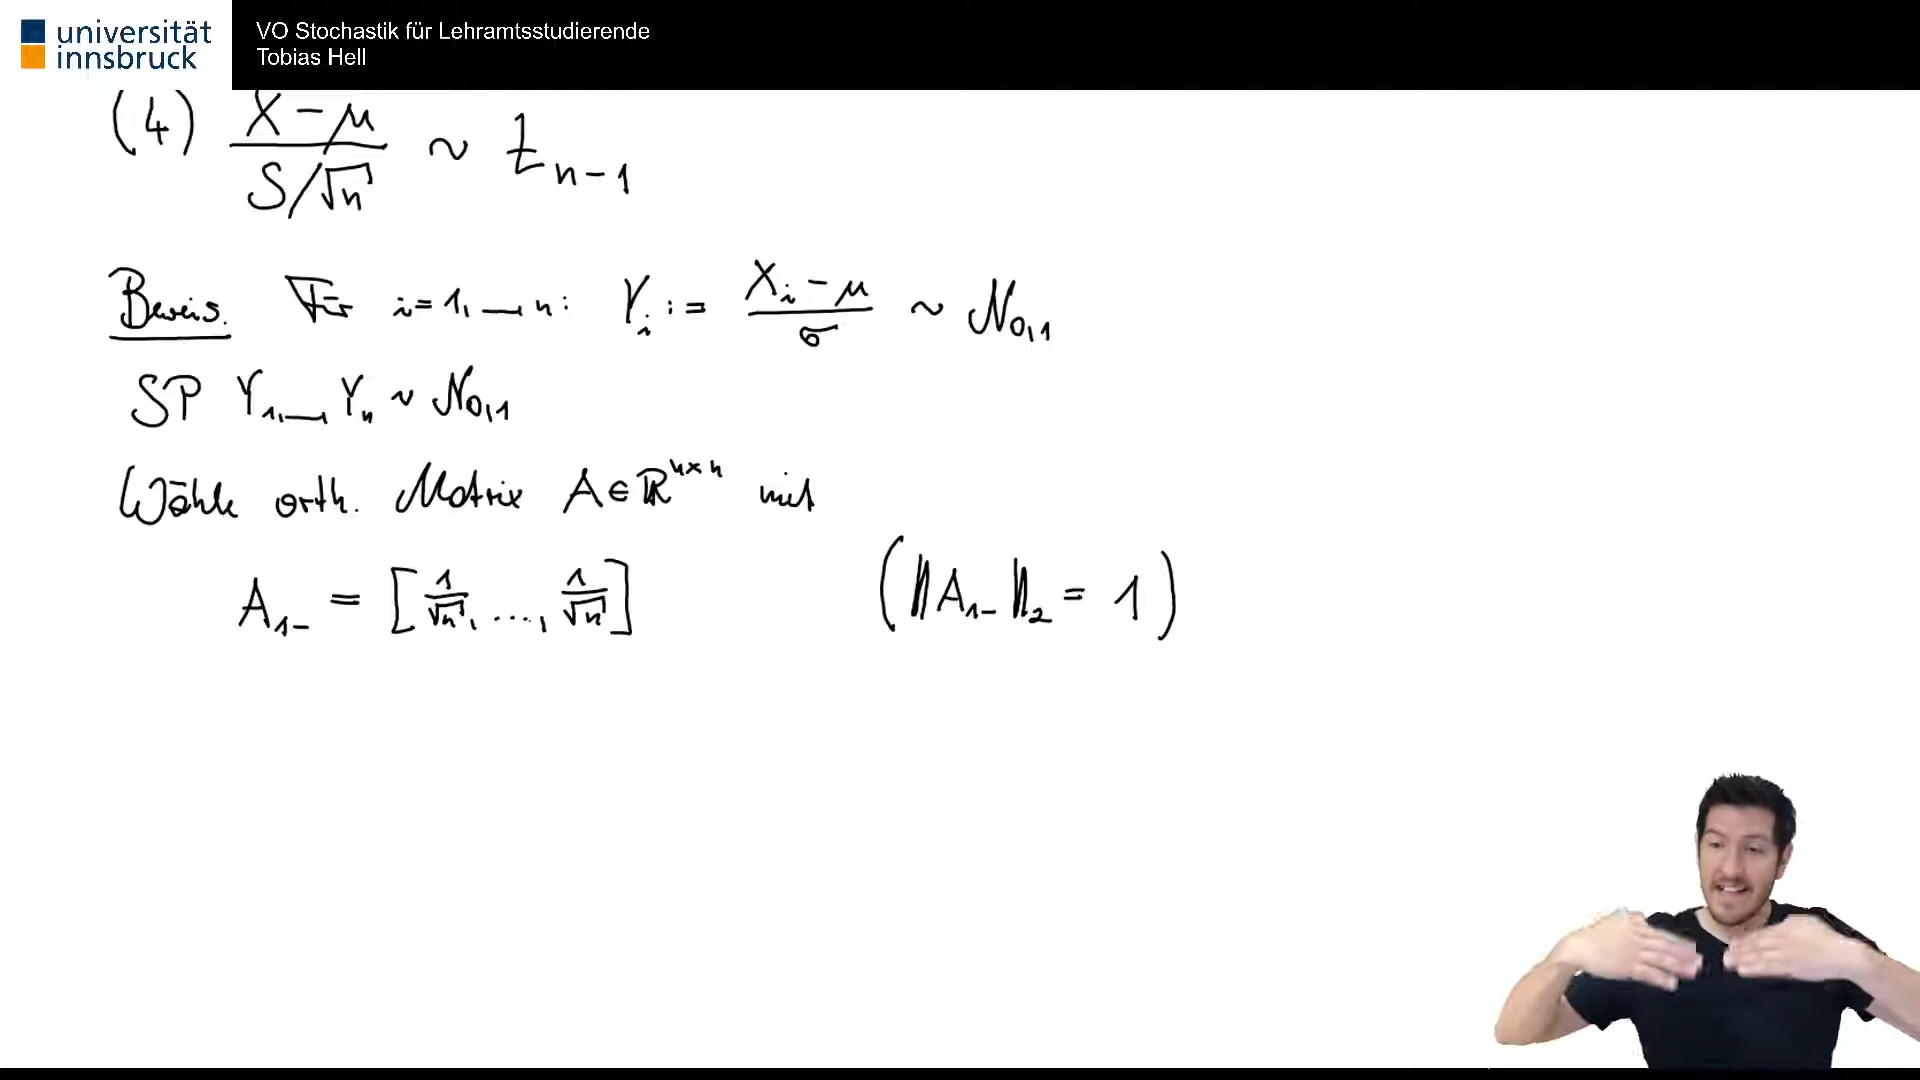 universität
innsbruck
VO Stochastik für Lehramtsstudierende
Tobias Hell
(4) X - μ / S/√n ~ t_{n-1}
Beweis. Für i = 1, ..., n: Y_i := X_i - μ / σ ~ N_{0,1}
SP Y_1, ..., Y_n ~ N_{0,1}
Wähle orth. Matrix A ∈ ℝ^{n×n} mit
A_{1-} = [1/√n, ..., 1/√n] (‖A_{1-}‖_2 = 1)